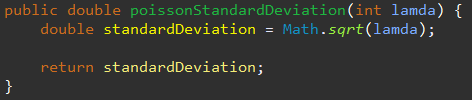 public double poissonStandardDeviation(int lamda) {
    double standardDeviation = Math.sqrt(lamda);

    return standardDeviation;
}